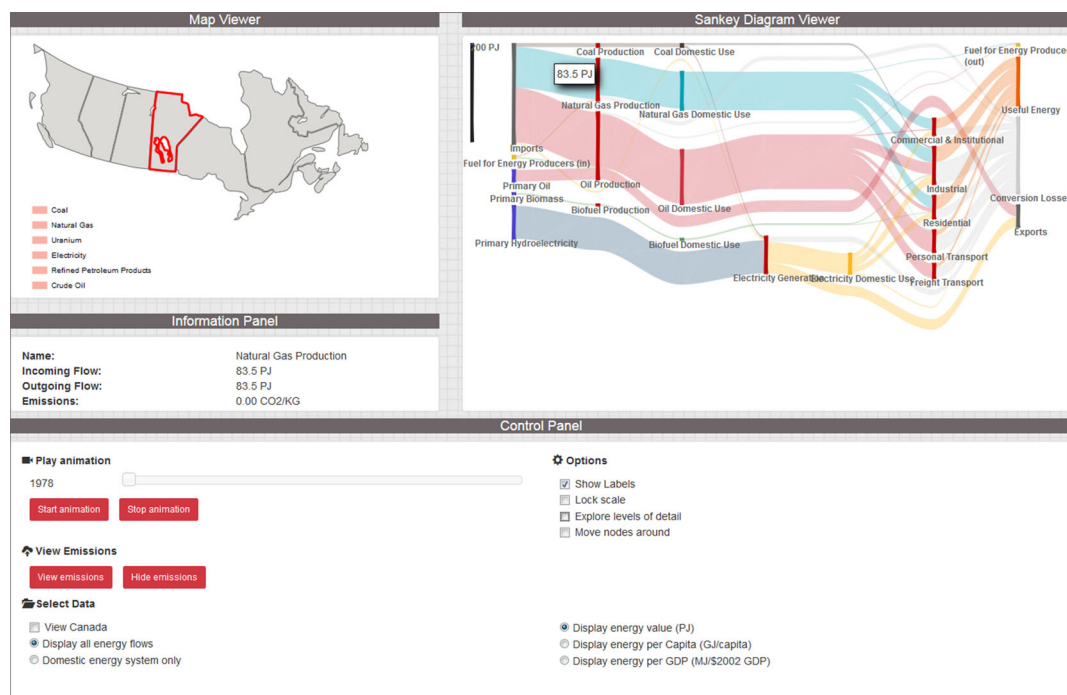 Map Viewer
Coal
Natural Gas
Uranium
Electricity
Refined Petroleum Products
Crude Oil
Sankey Diagram Viewer
200 PJ
Coal Production
Coal Domestic Use
Fuel for Energy Produce
(out)
83.5 PJ
Natural Gas Production
Natural Gas Domestic Use
Useful Energy
Commercial & Institutional
Imports
Fuel for Energy Producers (in)
Oil Production
Industrial
Primary Oil
Primary Biomass
Conversion Losse
Biofuel Production
Oil Domestic Use
Residential
Exports
Primary Hydroelectricity
Biofuel Domestic Use
Personal Transport
Electricity Generation
Electricity Domestic Use
Freight Transport
Information Panel
Name: Natural Gas Production
Incoming Flow: 83.5 PJ
Outgoing Flow: 83.5 PJ
Emissions: 0.00 CO2/KG
Control Panel
Play animation
1978
Start animation Stop animation
View Emissions
View emissions Hide emissions
Select Data
View Canada
Display all energy flows
Domestic energy system only
Options
Show Labels
Lock scale
Explore levels of detail
Move nodes around
Display energy value (PJ)
Display energy per Capita (GJ/capita)
Display energy per GDP (MJ/$2002 GDP)